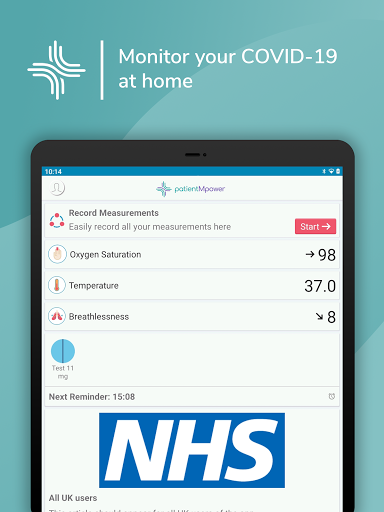 Monitor your COVID-19
at home
10:14
patientMpower
Record Measurements
Easily record all your measurements here
Start →
Oxygen Saturation → 98
Temperature 37.0
Breathlessness ↘ 8
Test 11
mg
Next Reminder: 15:08
NHS
All UK users